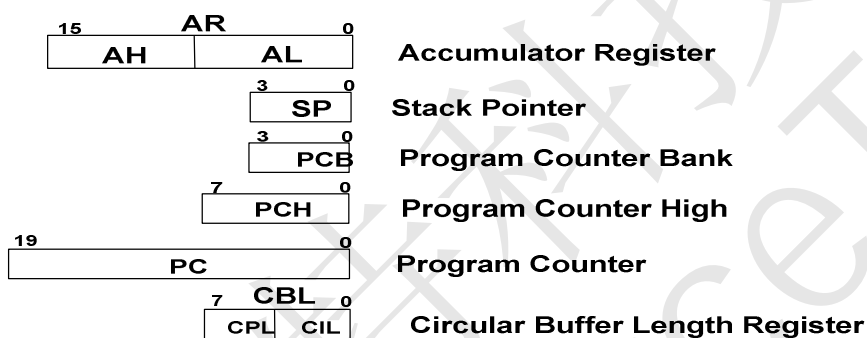 15 AR 0
AH AL Accumulator Register
3 0
SP Stack Pointer
3 0
PCB Program Counter Bank
7 0
PCH Program Counter High
19 0
PC Program Counter
7 CBL 0
CPL CIL Circular Buffer Length Register